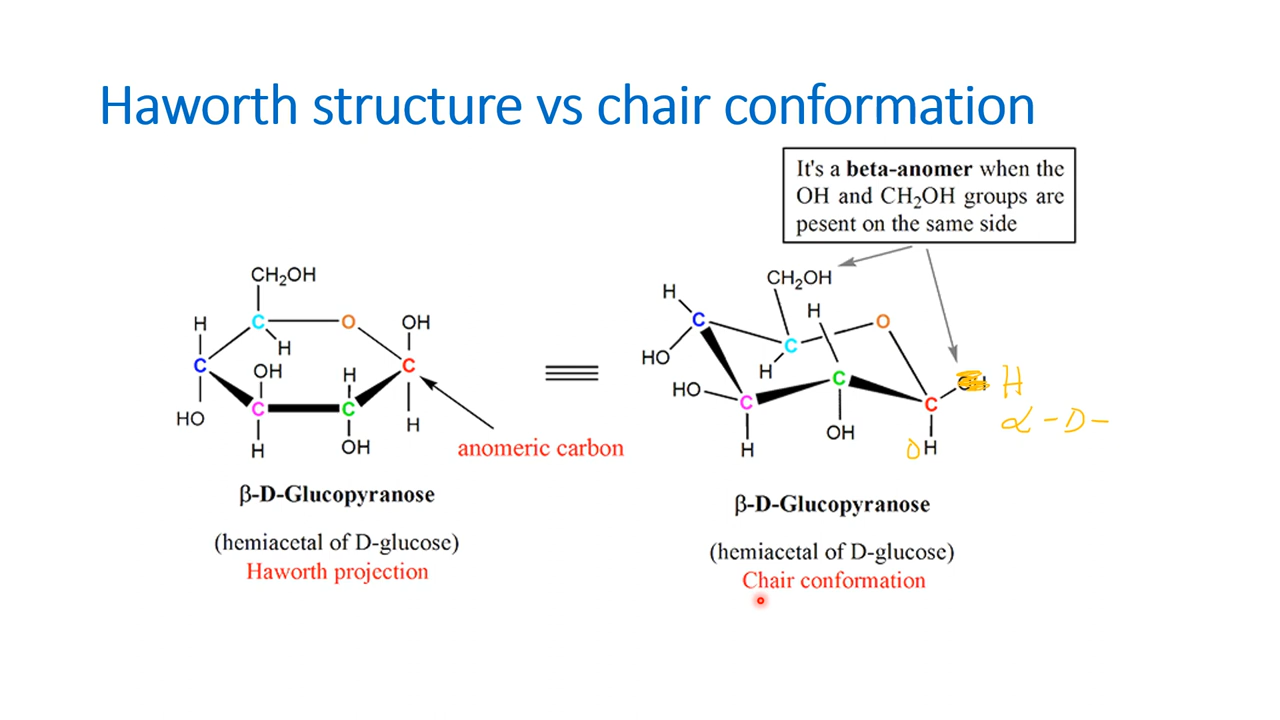 Haworth structure vs chair conformation
It's a beta-anomer when the
OH and CH₂OH groups are
pesent on the same side
CH₂OH
H
C
O
OH
H
C
OH
H
C
H
HO
C
C
H
OH
H
anomeric carbon
β-D-Glucopyranose
(hemiacetal of D-glucose)
Haworth projection
CH₂OH
H
H
C
O
C
HO
H
C
HO
C
C
H
α-D-
H
OH
OH
β-D-Glucopyranose
(hemiacetal of D-glucose)
Chair conformation